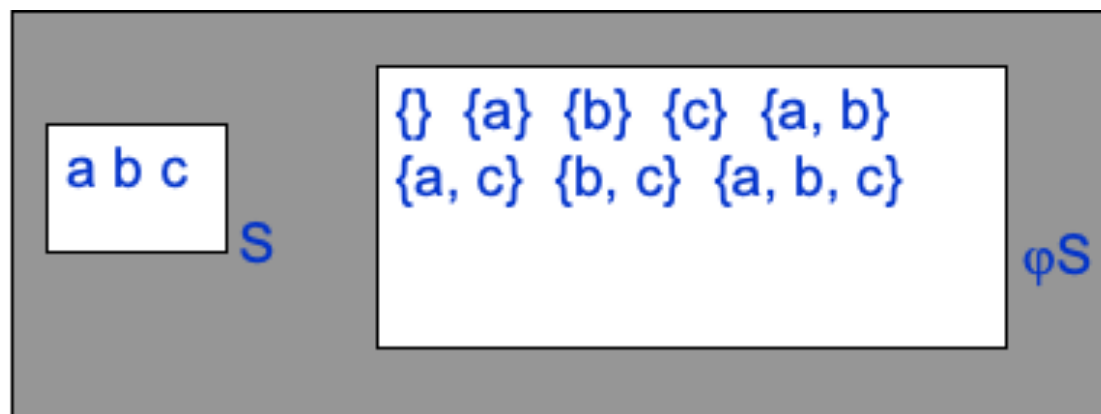 {} {a} {b} {c} {a, b}
a b c
{a, c} {b, c} {a, b, c}
S
φS